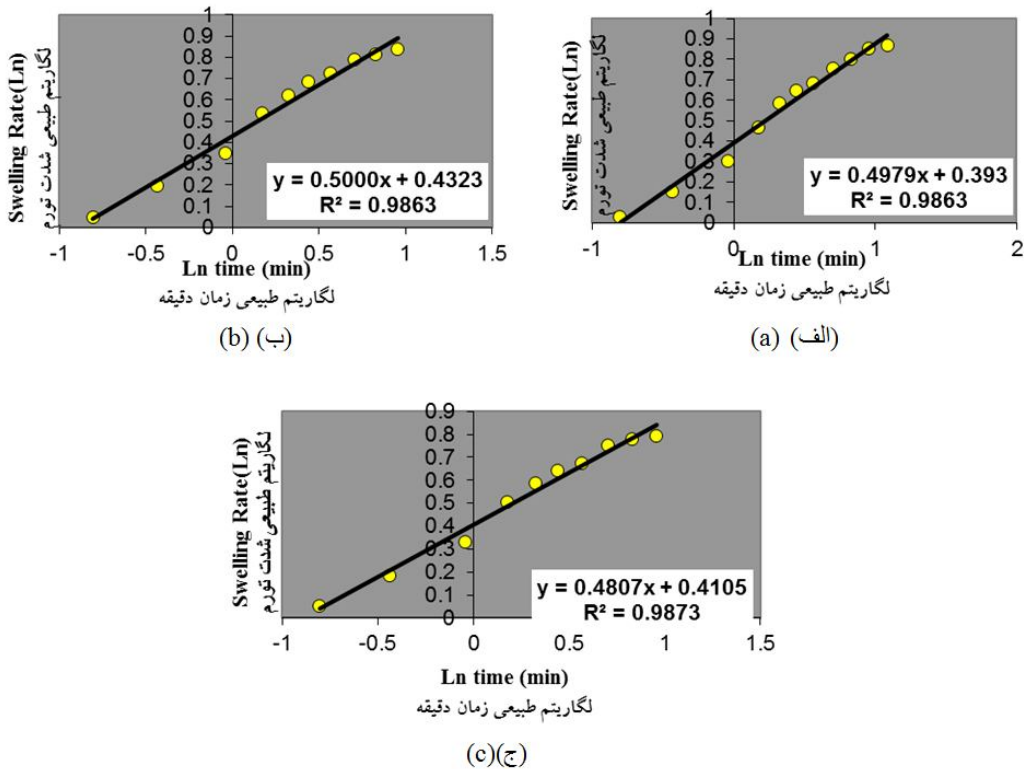 1
0.9
0.8
0.7
0.6
0.5
0.4
0.3
0.2
0.1
0
-1
-0.5
0
0.5
1
1.5
Swelling Rate(Ln)
لگاریتم طبیعی شدت تورم
y = 0.5000x + 0.4323
R² = 0.9863
Ln time (min)
لگاریتم طبیعی زمان دقیقه
(b) (ب)
1
0.9
0.8
0.7
0.6
0.5
0.4
0.3
0.2
0.1
0
-1
0
1
2
Swelling Rate(Ln)
لگاریتم طبیعی شدت تورم
y = 0.4979x + 0.393
R² = 0.9863
Ln time (min)
لگاریتم طبیعی زمان دقیقه
(a) (الف)
0.9
0.8
0.7
0.6
0.5
0.4
0.3
0.2
0.1
0
-1
-0.5
0
0.5
1
1.5
Swelling Rate(Ln)
لگاریتم طبیعی شدت تورم
y = 0.4807x + 0.4105
R² = 0.9873
Ln time (min)
لگاریتم طبیعی زمان دقیقه
(c)(ج)